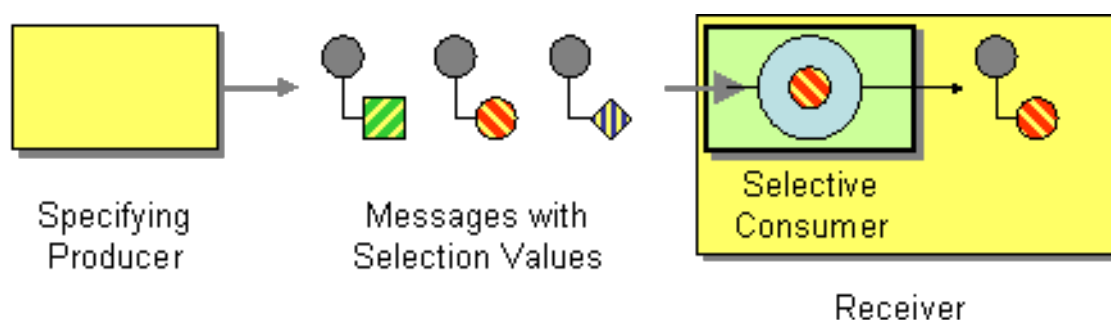 Specifying
Producer
Messages with
Selection Values
Selective
Consumer
Receiver